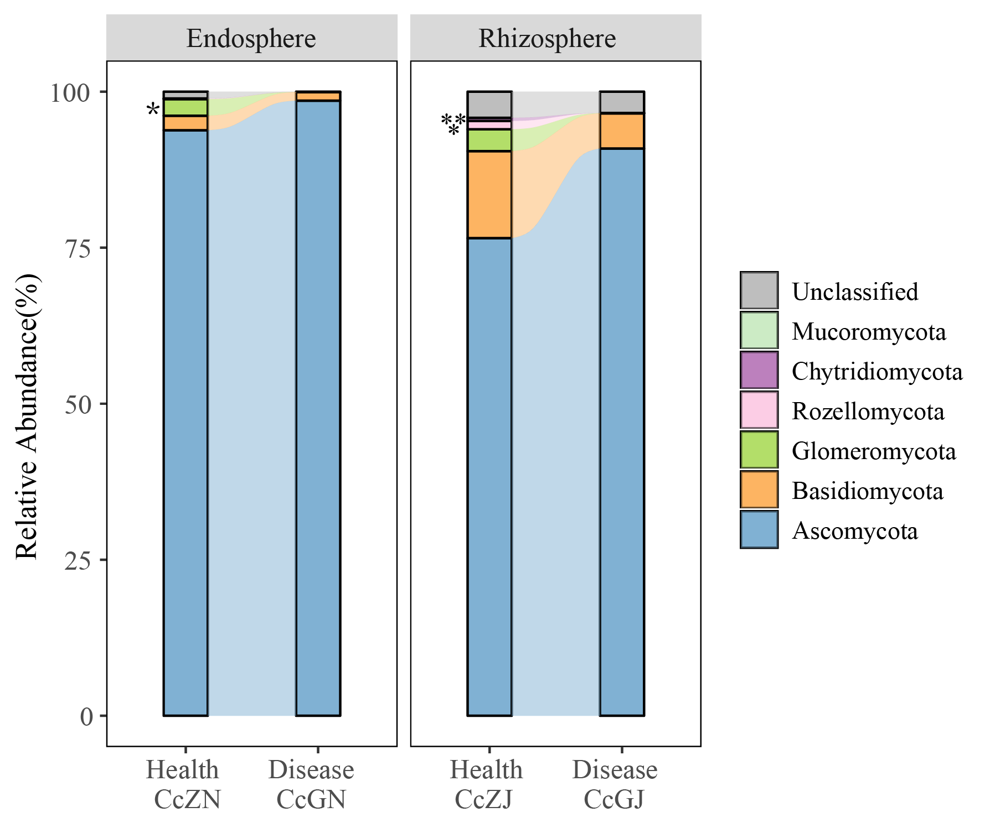 Endosphere
Rhizosphere
Relative Abundance(%)
100
75
50
25
0
*
**
*
Health
CcZN
Disease
CcGN
Health
CcZJ
Disease
CcGJ
Unclassified
Mucoromycota
Chytridiomycota
Rozellomycota
Glomeromycota
Basidiomycota
Ascomycota